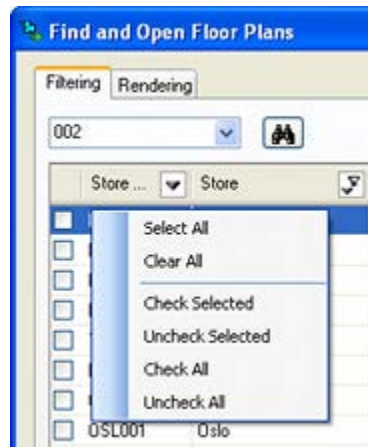 Find and Open Floor Plans
Filtering Rendering
002
Store ... Store
Select All
Clear All
Check Selected
Uncheck Selected
Check All
Uncheck All
OSL001 Oslo